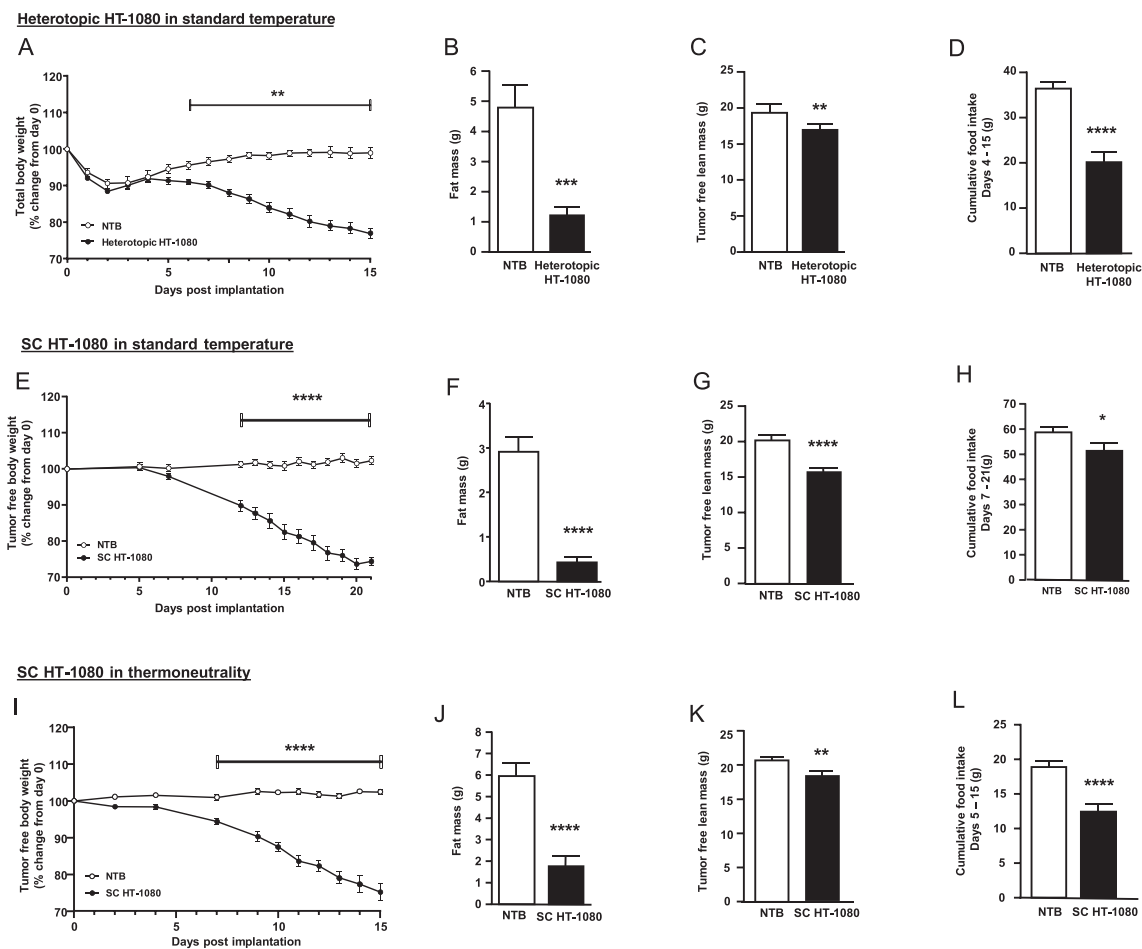 Heterotopic HT-1080 in standard temperature
A
Total body weight
(% change from day 0)
120
110
100
90
80
70
**
NTB
Heterotopic HT-1080
0
5
10
15
Days post implantation
B
Fat mass (g)
6
5
4
3
2
1
0
***
NTB
Heterotopic
HT-1080
C
Tumor free lean mass (g)
25
20
15
10
5
0
**
NTB
Heterotopic
HT-1080
D
Cumulative food intake
Days 4 - 15 (g)
40
30
20
10
0
****
NTB
Heterotopic
HT-1080
SC HT-1080 in standard temperature
E
Tumor free body weight
(% change from day 0)
120
110
100
90
80
70
****
NTB
SC HT-1080
0
5
10
15
20
Days post implantation
F
Fat mass (g)
4
3
2
1
0
****
NTB
SC HT-1080
G
Tumor free lean mass (g)
25
20
15
10
5
0
****
NTB
SC HT-1080
H
Cumulative food intake
Days 7 - 21(g)
70
60
50
40
30
20
10
0
*
NTB
SC HT-1080
SC HT-1080 in thermoneutrality
I
Tumor free body weight
(% change from day 0)
120
110
100
90
80
70
****
NTB
SC HT-1080
0
5
10
15
Days post implantation
J
Fat mass (g)
8
7
6
5
4
3
2
1
0
****
NTB
SC HT-1080
K
Tumor free lean mass (g)
25
20
15
10
5
0
**
NTB
SC HT-1080
L
Cumulative food intake
Days 5 – 15 (g)
25
20
15
10
5
0
****
NTB
SC HT-1080